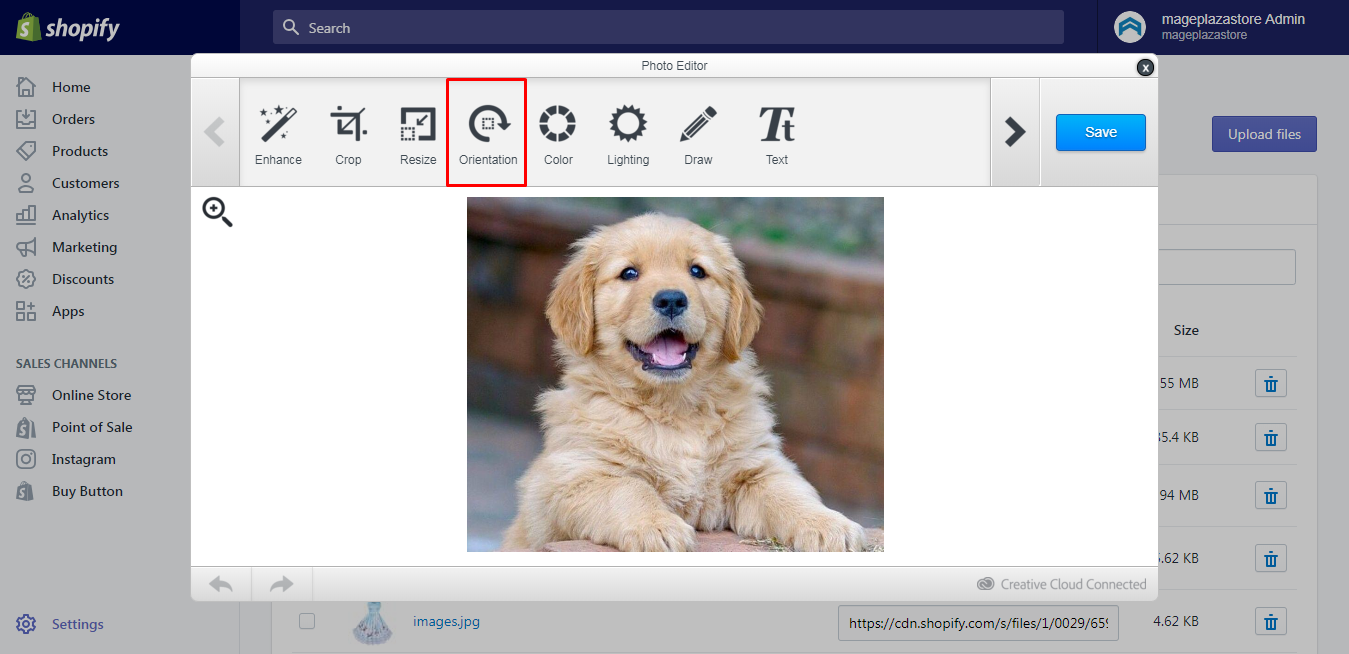 shopify
Search
mageplazastore Admin
mageplazastore
Photo Editor
x
Home
Orders
Products
Customers
Analytics
Marketing
Discounts
Apps
SALES CHANNELS
Online Store
Point of Sale
Instagram
Buy Button
Settings
Enhance
Crop
Resize
Orientation
Color
Lighting
Draw
Tt
Text
Save
Upload files
Size
55 MB
35.4 KB
94 MB
.62 KB
Creative Cloud Connected
images.jpg
https://cdn.shopify.com/s/files/1/0029/659
4.62 KB